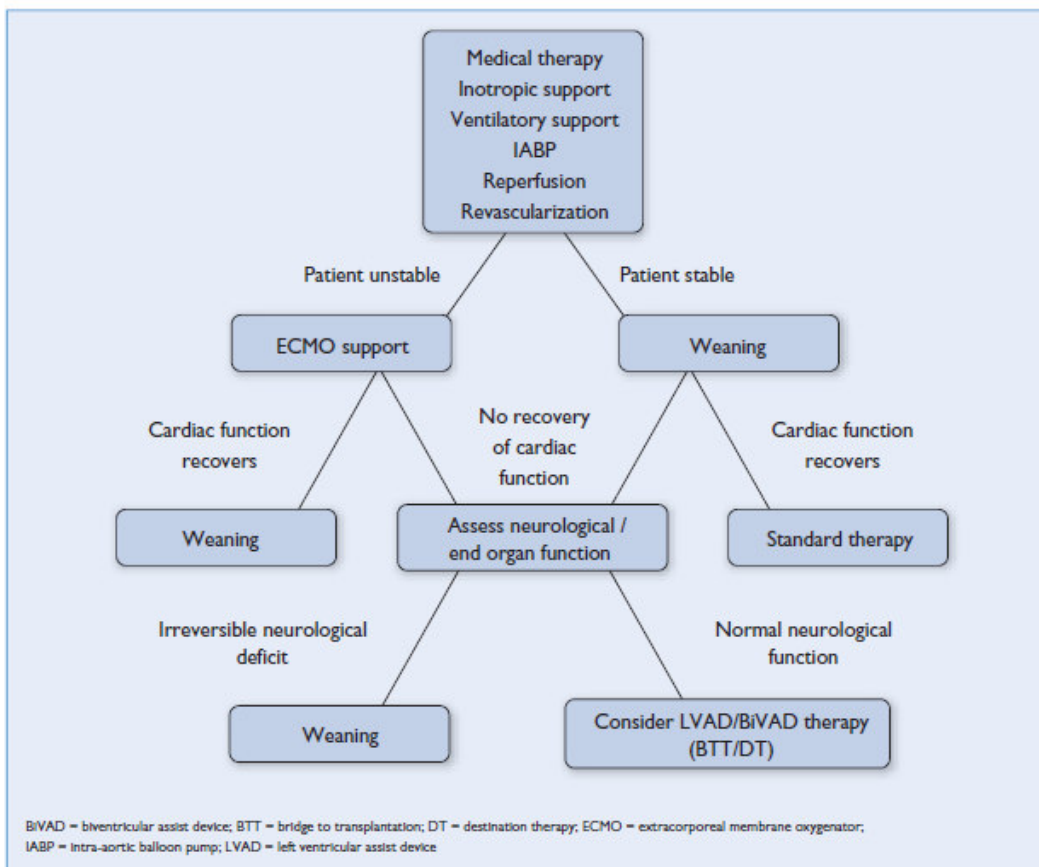 Medical therapy
Inotropic support
Ventilatory support
IABP
Reperfusion
Revascularization
Patient unstable
Patient stable
ECMO support
Weaning
Cardiac function
recovers
No recovery
of cardiac
function
Cardiac function
recovers
Weaning
Assess neurological /
end organ function
Standard therapy
Irreversible neurological
deficit
Normal neurological
function
Weaning
Consider LVAD/BiVAD therapy
(BTT/DT)
BiVAD = biventricular assist device; BTT = bridge to transplantation; DT = destination therapy; ECMO = extracorporeal membrane oxygenator;
IABP = intra-aortic balloon pump; LVAD = left ventricular assist device